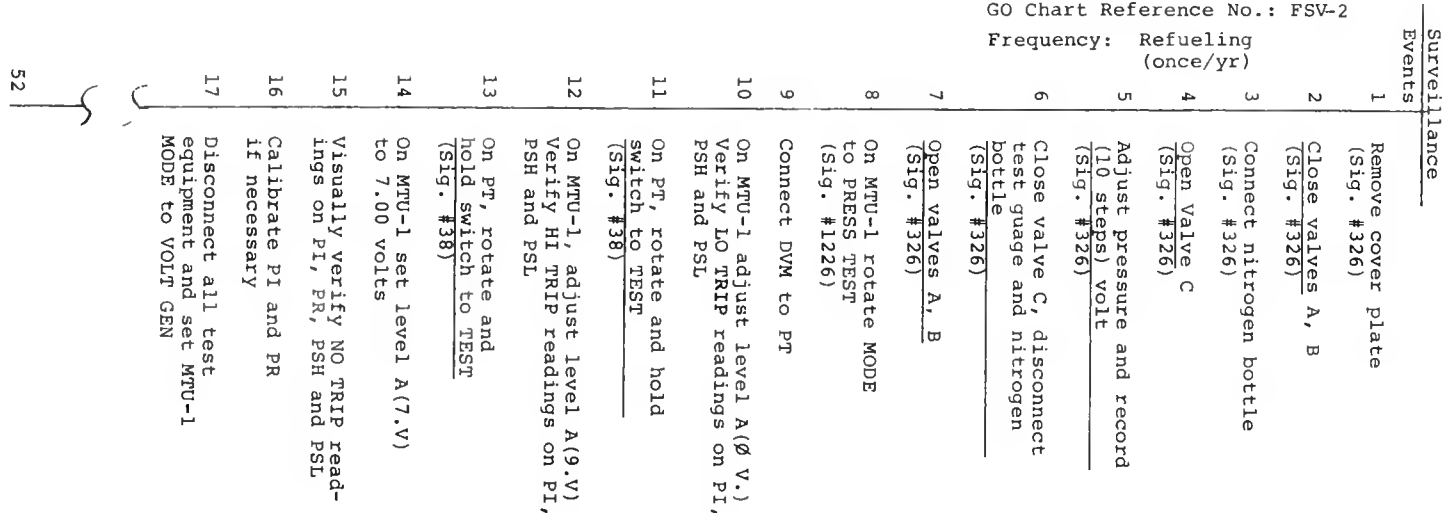 GO Chart Reference No.: FSV-2
Frequency: Refueling
(once/yr)
Surveillance
Events
1 Remove cover plate
(Sig. #326)
2 Close valves A, B
(Sig. #326)
3 Connect nitrogen bottle
(Sig. #326)
4 Open Valve C
(Sig. #326)
5 Adjust pressure and record
(10 steps) volt
(Sig. #326)
6 Close valve C, disconnect
test guage and nitrogen
bottle
(Sig. #326)
7 Open valves A, B
(Sig. #326)
8 On MTU-1 rotate MODE
to PRESS TEST
(Sig. #1226)
9 Connect DVM to PT
10 On MTU-1 adjust level A(Ø V.)
Verify LO TRIP readings on PI,
PSH and PSL
11 On PT, rotate and hold
switch to TEST
(Sig. #38)
12 On MTU-1, adjust level A(9.V)
Verify HI TRIP readings on PI,
PSH and PSL
13 On PT, rotate and
hold switch to TEST
(Sig. #38)
14 On MTU-1 set level A(7.V)
to 7.00 volts
15 Visually verify NO TRIP read-
ings on PI, PR, PSH and PSL
16 Calibrate PI and PR
if necessary
17 Disconnect all test
equipment and set MTU-1
MODE to VOLT GEN
52